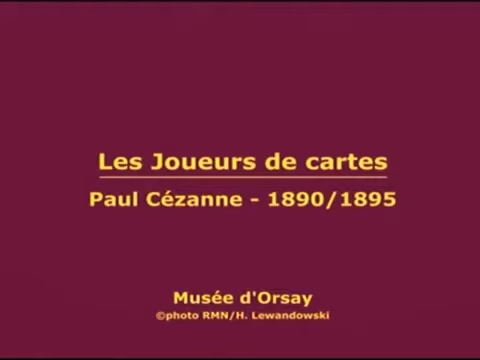 Les Joueurs de cartes
Paul Cézanne - 1890/1895
Musée d'Orsay
©photo RMN/H. Lewandowski